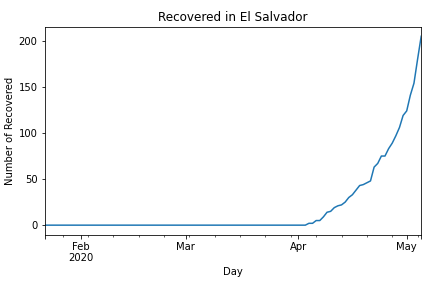 Recovered in El Salvador
Number of Recovered
200
150
100
50
0
Feb
2020
Mar
Apr
May
Day